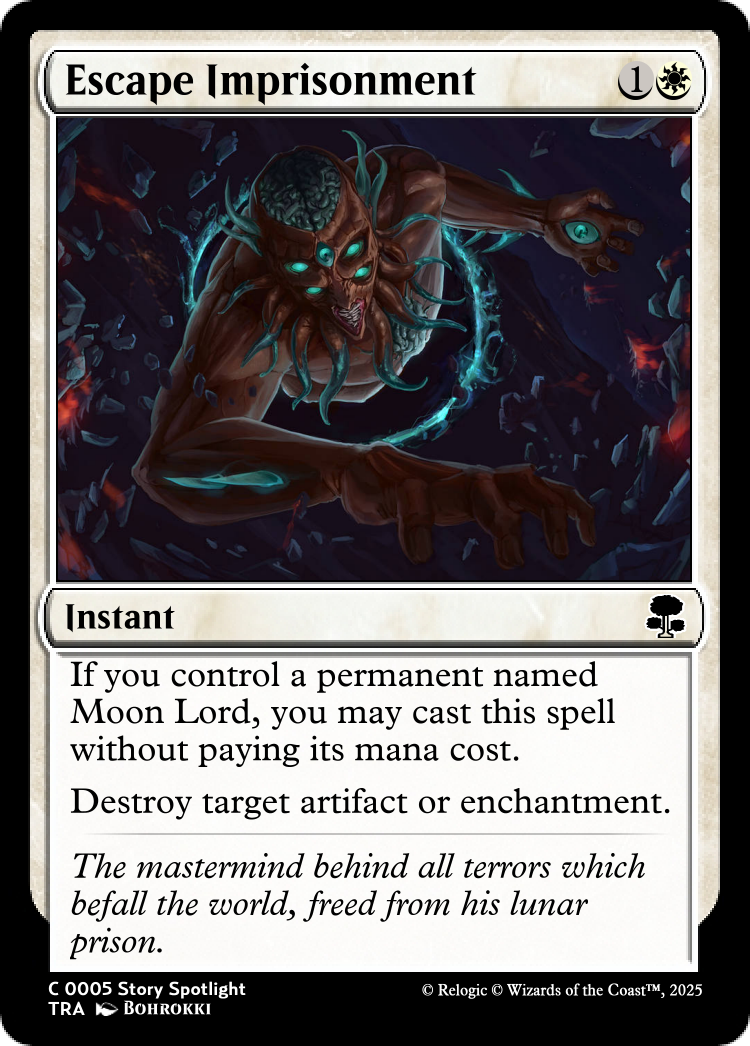 Escape Imprisonment
1
Instant
If you control a permanent named
Moon Lord, you may cast this spell
without paying its mana cost.
Destroy target artifact or enchantment.
The mastermind behind all terrors which
befall the world, freed from his lunar
prison.
C 0005 Story Spotlight
TRA BOHROKKI
© Relogic © Wizards of the Coast™, 2025